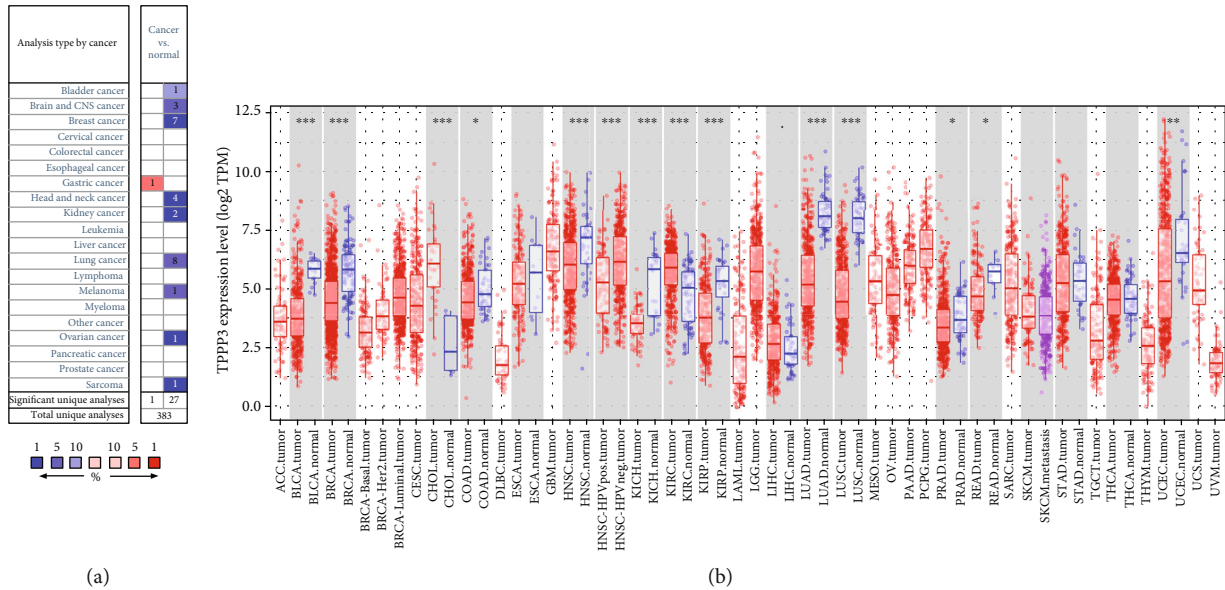 Analysis type by cancer
Cancer
vs.
normal
Bladder cancer 1
Brain and CNS cancer 3
Breast cancer 7
Cervical cancer
Colorectal cancer
Esophageal cancer
Gastric cancer 1
Head and neck cancer 4
Kidney cancer 2
Leukemia
Liver cancer
Lung cancer 8
Lymphoma
Melanoma 1
Myeloma
Other cancer
Ovarian cancer 1
Pancreatic cancer
Prostate cancer
Sarcoma 1
Significant unique analyses 1 27
Total unique analyses 383
1 5 10 10 5 1
%
(a)
TPPP3 expression level (log2 TPM)
12.5
10.0
7.5
5.0
2.5
0.0
*** *** *** * *** *** *** *** *** . *** *** * * **
ACC.tumor
BLCA.tumor
BLCA.normal
BRCA.tumor
BRCA.normal
BRCA-Basal.tumor
BRCA-Her2.tumor
BRCA-Luminal.tumor
CESC.tumor
CHOL.tumor
CHOL.normal
COAD.tumor
COAD.normal
DLBC.tumor
ESCA.tumor
ESCA.normal
GBM.tumor
HNSC.tumor
HNSC.normal
HNSC-HPVpos.tumor
HNSC-HPVneg.tumor
KICH.tumor
KICH.normal
KIRC.tumor
KIRC.normal
KIRP.tumor
KIRP.normal
LAML.tumor
LGG.tumor
LIHC.tumor
LIHC.normal
LUAD.tumor
LUAD.normal
LUSC.tumor
LUSC.normal
MESO.tumor
OV.tumor
PAAD.tumor
PCPG.tumor
PRAD.tumor
PRAD.normal
READ.tumor
READ.normal
SARC.tumor
SKCM.tumor
SKCM.metastasis
STAD.tumor
STAD.normal
TGCT.tumor
THCA.tumor
THCA.normal
THYM.tumor
UCEC.tumor
UCEC.normal
UCS.tumor
UVM.tumor
(b)